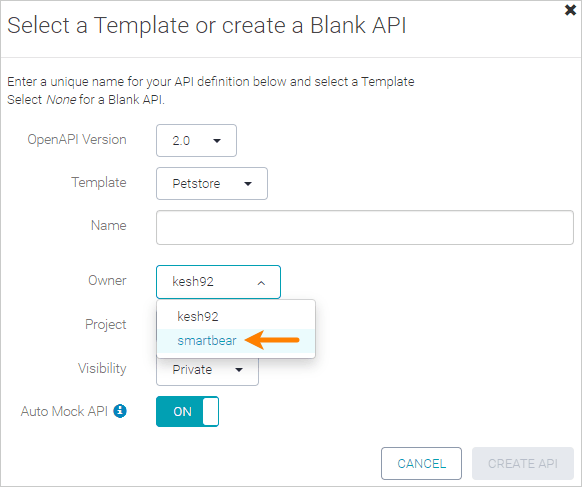 Select a Template or create a Blank API
Enter a unique name for your API definition below and select a Template
Select None for a Blank API.
OpenAPI Version 2.0
Template Petstore
Name
Owner kesh92
kesh92
Project
smartbear
Visibility Private
Auto Mock API ON
CANCEL CREATE API